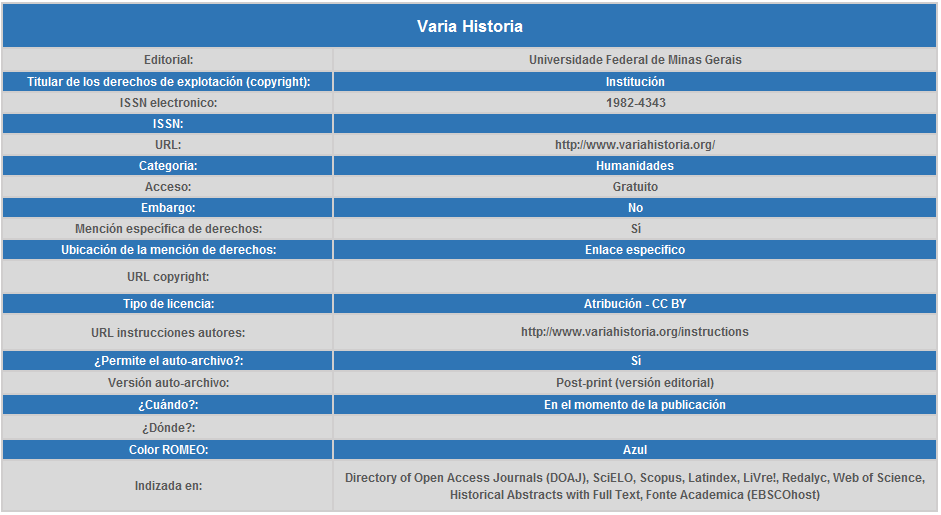 Varia Historia
Editorial: Universidade Federal de Minas Gerais
Titular de los derechos de explotación (copyright): Institución
ISSN electronico: 1982-4343
ISSN:
URL: http://www.variahistoria.org/
Categoria: Humanidades
Acceso: Gratuito
Embargo: No
Mención específica de derechos: Sí
Ubicación de la mención de derechos: Enlace especifico
URL copyright:
Tipo de licencia: Atribución - CC BY
URL instrucciones autores: http://www.variahistoria.org/instructions
¿Permite el auto-archivo?: Sí
Versión auto-archivo: Post-print (versión editorial)
¿Cuándo?: En el momento de la publicación
¿Dónde?:
Color ROMEO: Azul
Indizada en: Directory of Open Access Journals (DOAJ), SciELO, Scopus, Latindex, LiVre!, Redalyc, Web of Science,
Historical Abstracts with Full Text, Fonte Academica (EBSCOhost)